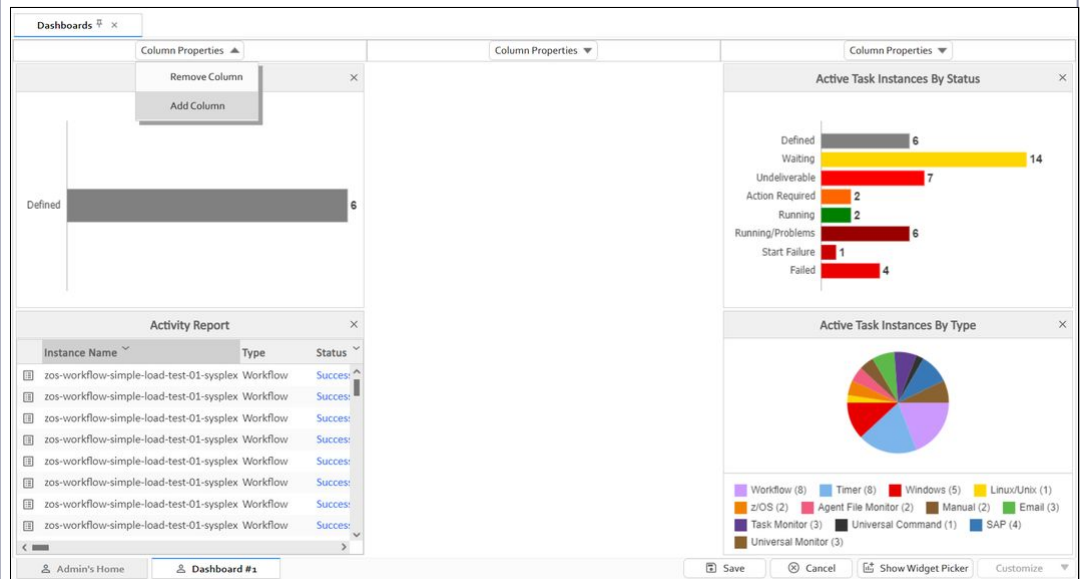 Dashboards
Column Properties
Column Properties
Column Properties
Remove Column
Add Column
Defined
6
Activity Report
Instance Name Type Status
zos-workflow-simple-load-test-01-sysplex Workflow Success
zos-workflow-simple-load-test-01-sysplex Workflow Success
zos-workflow-simple-load-test-01-sysplex Workflow Success
zos-workflow-simple-load-test-01-sysplex Workflow Success
zos-workflow-simple-load-test-01-sysplex Workflow Success
zos-workflow-simple-load-test-01-sysplex Workflow Success
zos-workflow-simple-load-test-01-sysplex Workflow Success
zos-workflow-simple-load-test-01-sysplex Workflow Success
Active Task Instances By Status
Defined 6
Waiting 14
Undeliverable 7
Action Required 2
Running 2
Running/Problems 6
Start Failure 1
Failed 4
Active Task Instances By Type
Workflow (8) Timer (8) Windows (5) Linux/Unix (1)
z/OS (2) Agent File Monitor (2) Manual (2) Email (3)
Task Monitor (3) Universal Command (1) SAP (4)
Universal Monitor (3)
Admin's Home Dashboard #1 Save Cancel Show Widget Picker Customize